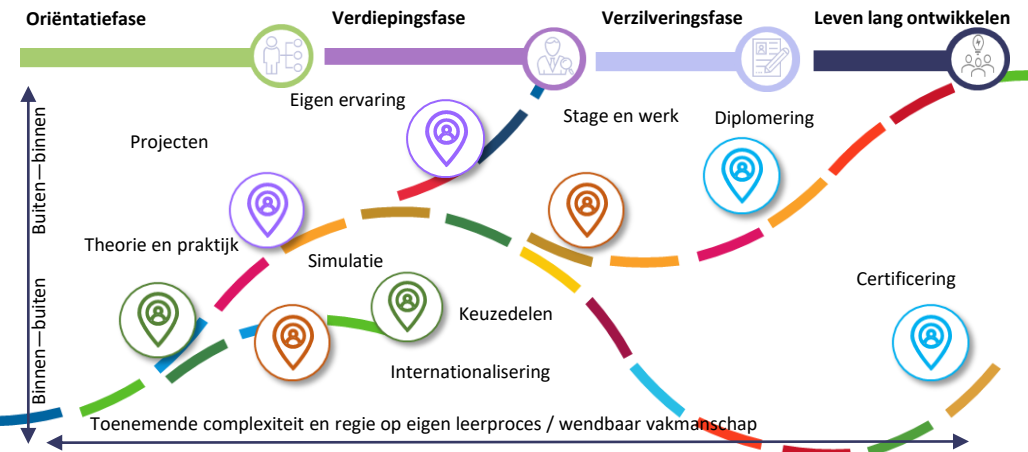 Oriëntatiefase
Verdiepingsfase
Verzilveringsfase
Leven lang ontwikkelen
Eigen ervaring
Stage en werk
Diplomering
Projecten
Buiten—binnen
Theorie en praktijk
Simulatie
Certificering
Keuzedelen
Internationalisering
Binnen—buiten
Toenemende complexiteit en regie op eigen leerproces / wendbaar vakmanschap